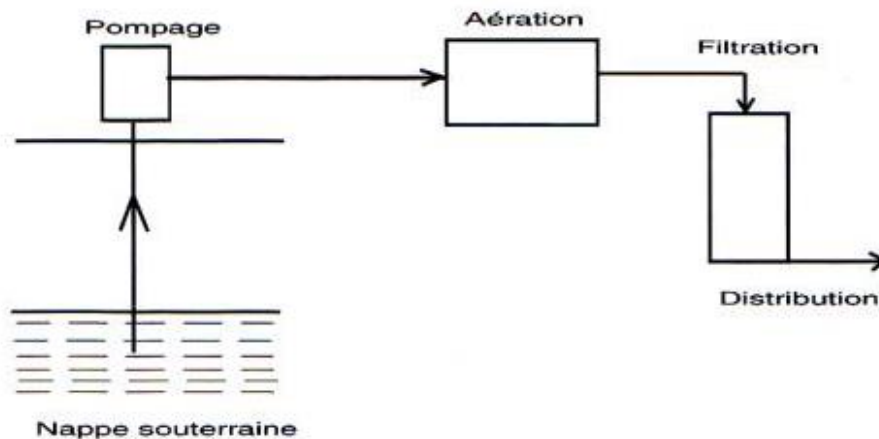 Pompage
Aération
Filtration
Distribution
Nappe souterraine